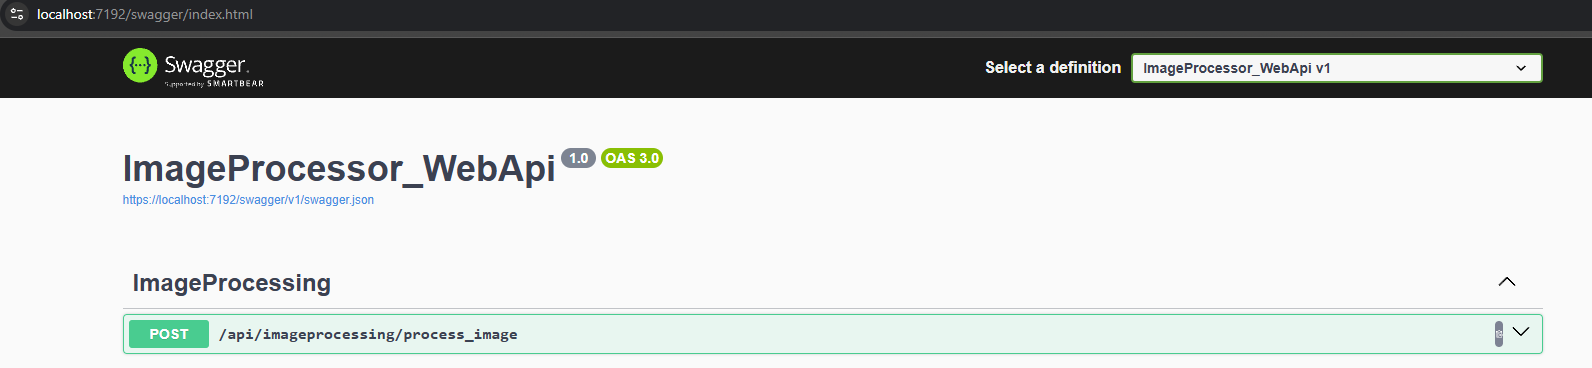 localhost:7192/swagger/index.html
Swagger.
Supported by SMARTBEAR
Select a definition
ImageProcessor_WebApi v1
ImageProcessor_WebApi 1.0 OAS 3.0
https://localhost:7192/swagger/v1/swagger.json
ImageProcessing
POST /api/imageprocessing/process_image